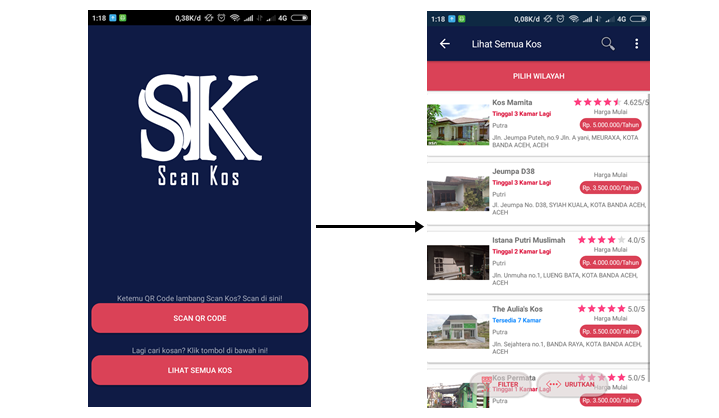 1:18 0,38K/d 4G
SK
Scan Kos
Ketemu QR Code lambang Scan Kos? Scan di sini!
SCAN QR CODE
Lagi cari kosan? Klik tombol di bawah ini!
LIHAT SEMUA KOS
1:18 0,08K/d 4G
Lihat Semua Kos
PILIH WILAYAH
Kos Mamita 4.625/5
Tinggal 3 Kamar Lagi Harga Mulai
Putra Rp. 5.000.000/Tahun
Jln. Jeumpa Puteh, no.9 Jln. A yani, MEURAXA, KOTA
BANDA ACEH, ACEH
Jeumpa D38 Harga Mulai
Tinggal 3 Kamar Lagi Rp. 3.500.000/Tahun
Putri
Jl. Jeumpa No. D38, SYIAH KUALA, KOTA BANDA ACEH,
ACEH
Istana Putri Muslimah 4.0/5
Tinggal 2 Kamar Lagi Harga Mulai
Putri Rp. 4.000.000/Tahun
Jln. Unmuha no.1, LUENG BATA, KOTA BANDA ACEH,
ACEH
The Aulia's Kos 5.0/5
Tersedia 7 Kamar Harga Mulai
Putra Rp. 5.500.000/Tahun
Jln. Sejahtera no.1, BANDA RAYA, KOTA BANDA ACEH,
ACEH
Kos Permata 5.0/5
Tinggal 1 Kamar Lagi Harga Mulai
FILTER URUTKAN
Putra Rp. 3.500.000/Tahun